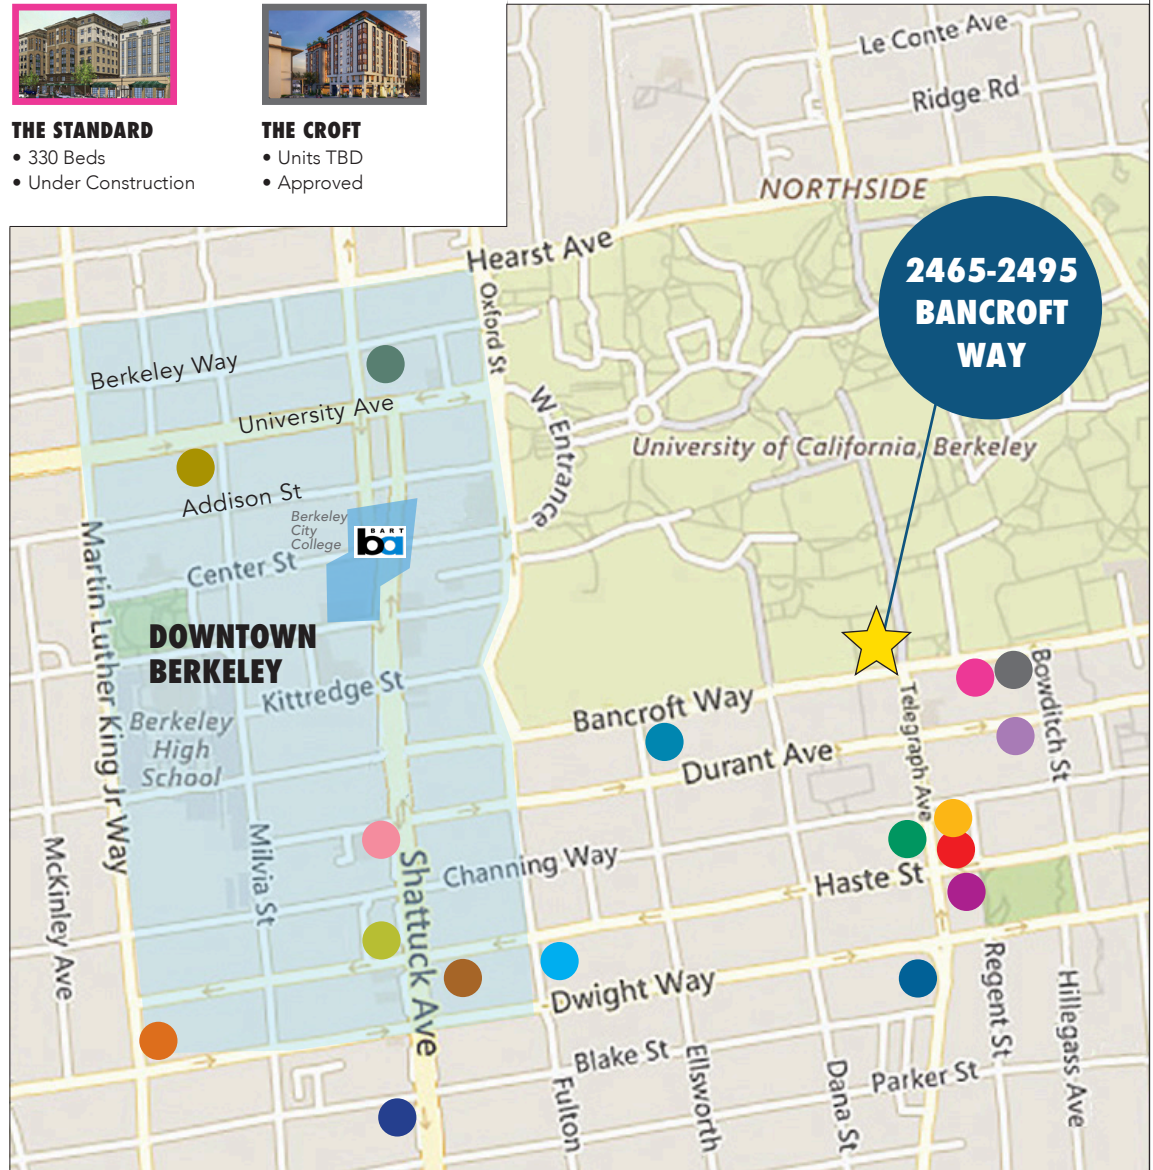 THE STANDARD
• 330 Beds
• Under Construction
THE CROFT
• Units TBD
• Approved
Le Conte Ave
Ridge Rd
NORTHSIDE
Hearst Ave
Oxford St
2465-2495
BANCROFT
WAY
Berkeley Way
University Ave
W Entrance
University of California, Berkeley
Addison St
Berkeley
City
College
BART
ba
Center St
Martin Luther King Jr Way
DOWNTOWN
BERKELEY
Kittredge St
Berkeley
High
School
Bancroft Way
Durant Ave
Telegraph Ave
Bowditch St
McKinley Ave
Milvia St
Shattuck Ave
Channing Way
Haste St
Dwight Way
Regent St
Hillegass Ave
Blake St
Fulton
Ellsworth
Dana St
Parker St